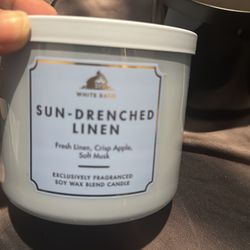 WHITE BARN
SUN-DRENCHED
LINEN
Fresh Linen, Crisp Apple,
Soft Musk
EXCLUSIVELY FRAGRANCED
SOY WAX BLEND CANDLE